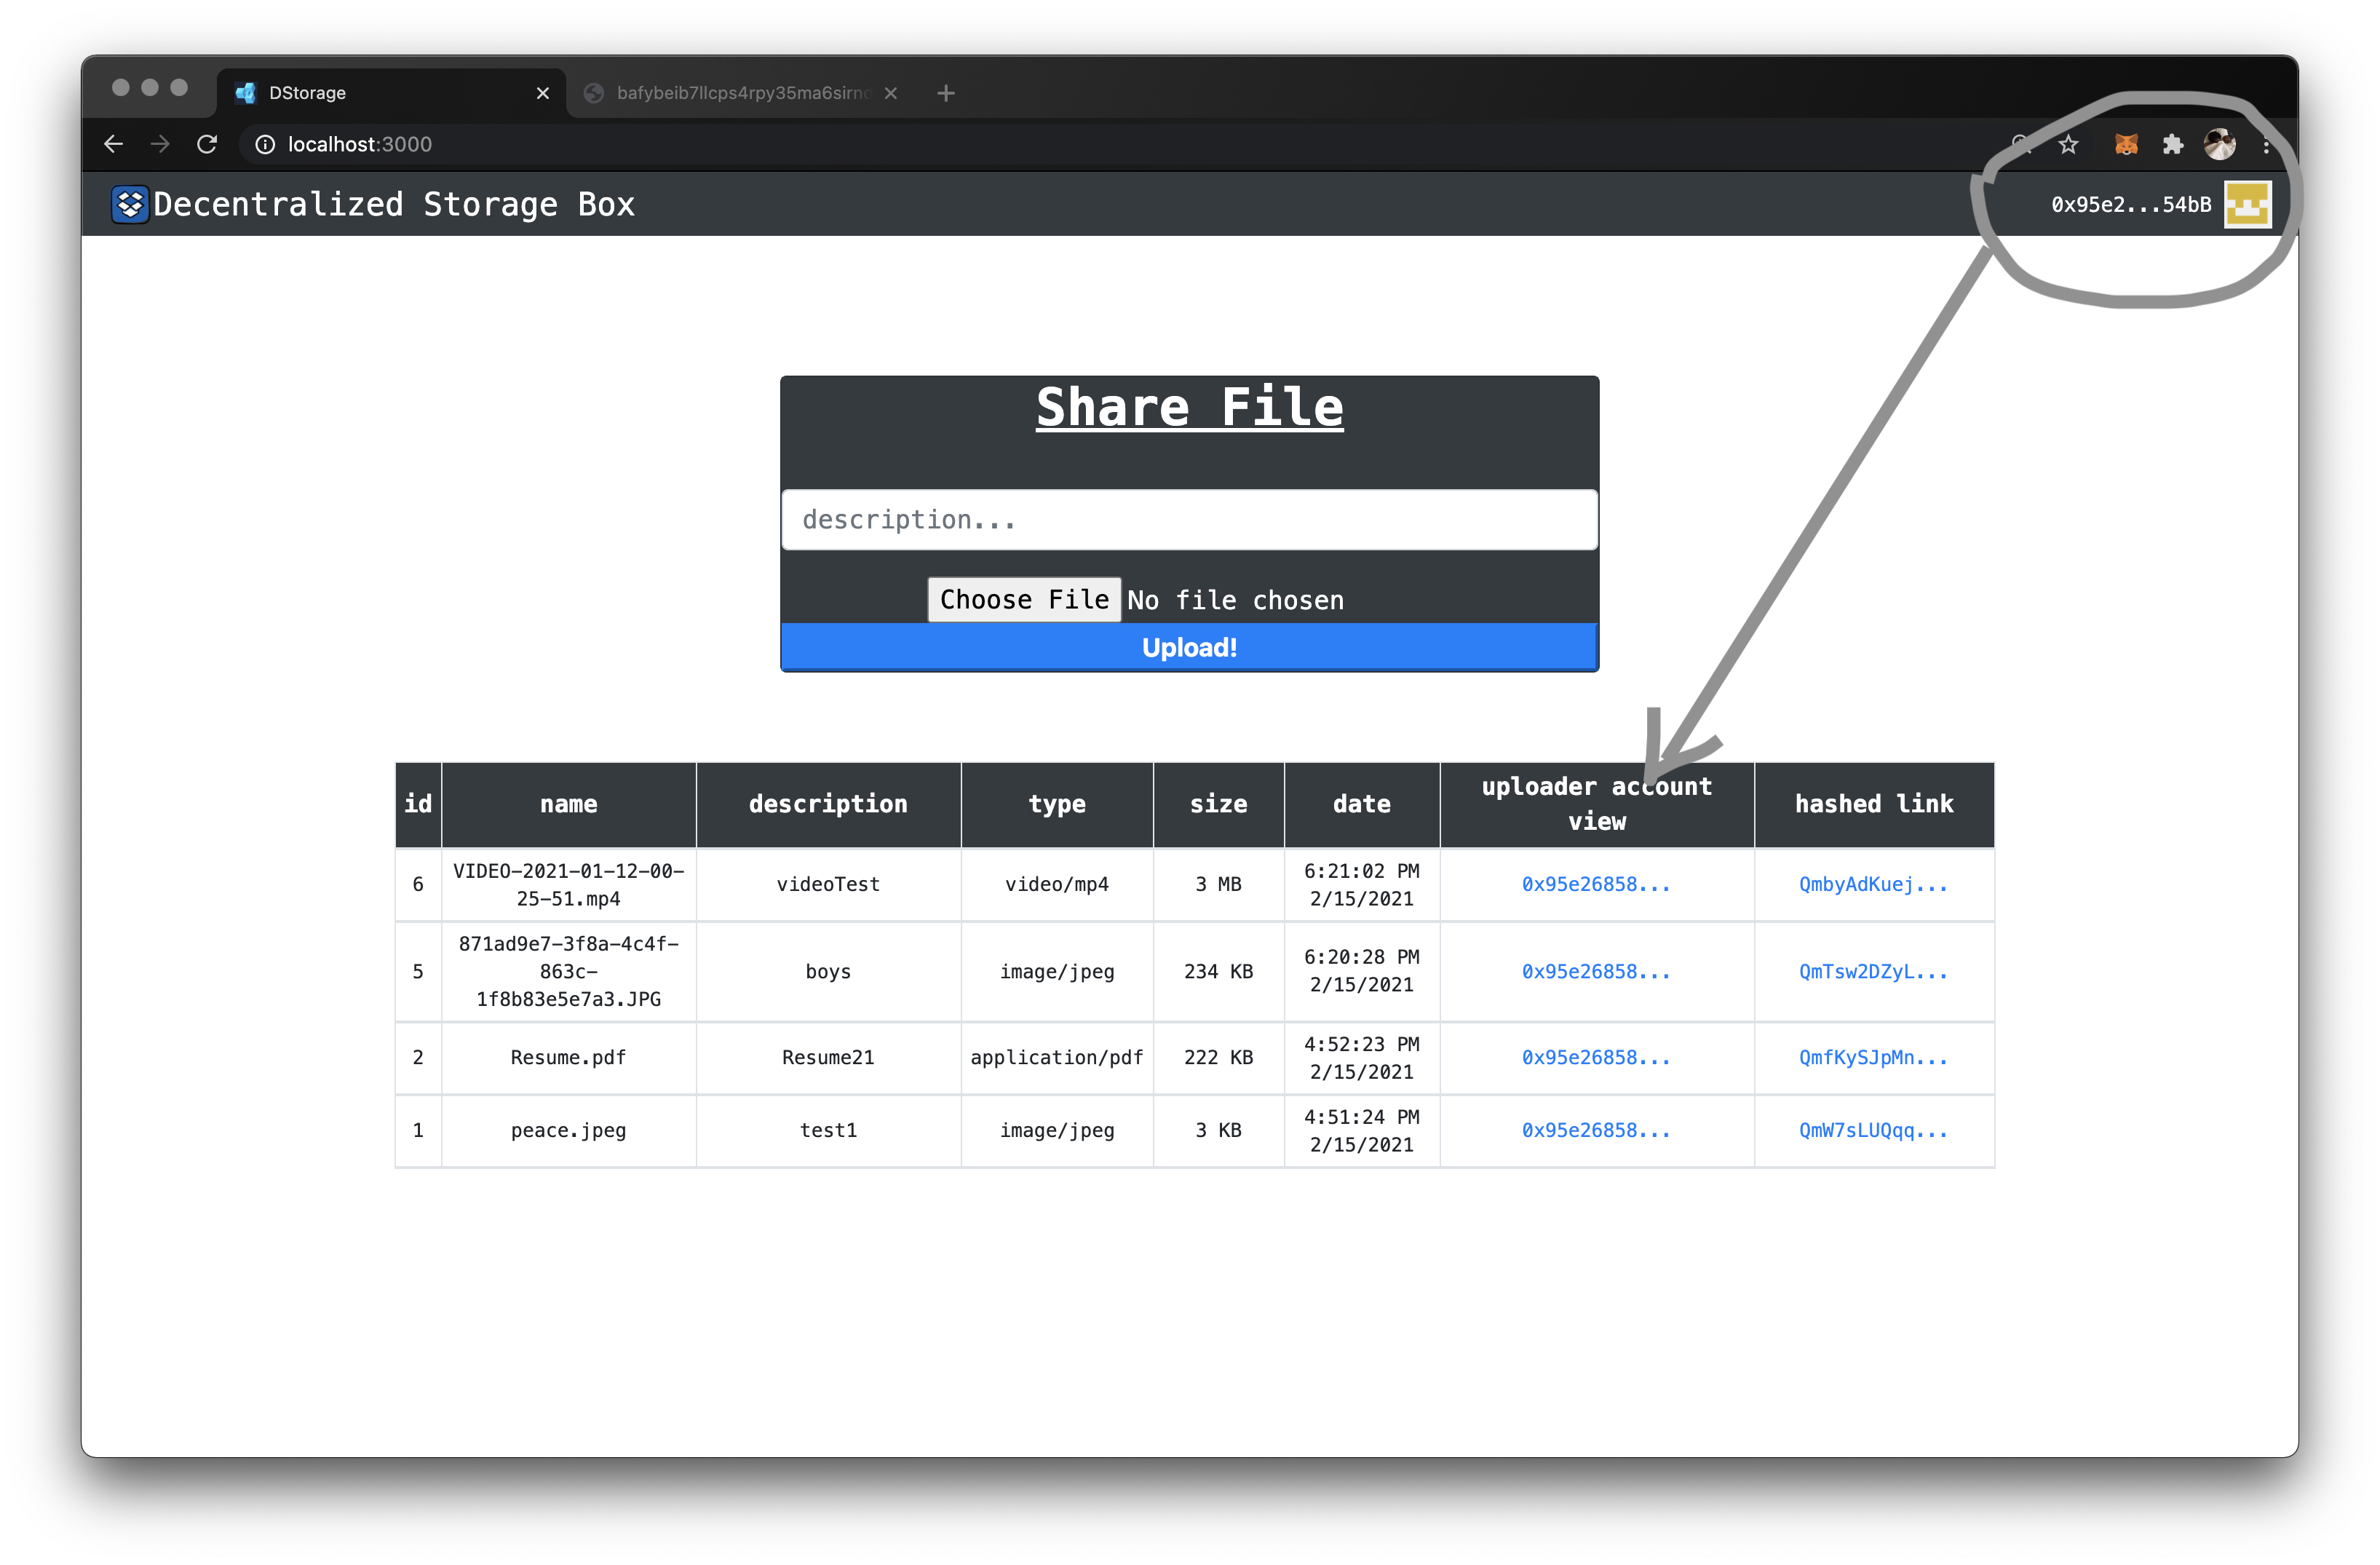 DStorage
bafybeib7llcps4rpy35ma6sirn
localhost:3000
Decentralized Storage Box
0x95e2...54bB
Share File
description...
Choose File No file chosen
Upload!
id name description type size date uploader account view hashed link
6 VIDEO-2021-01-12-00-25-51.mp4 videoTest video/mp4 3 MB 6:21:02 PM 2/15/2021 0x95e26858... QmbyAdKuej...
5 871ad9e7-3f8a-4c4f-863c-1f8b83e5e7a3.JPG boys image/jpeg 234 KB 6:20:28 PM 2/15/2021 0x95e26858... QmTsw2DZyL...
2 Resume.pdf Resume21 application/pdf 222 KB 4:52:23 PM 2/15/2021 0x95e26858... QmfKySJpMn...
1 peace.jpeg test1 image/jpeg 3 KB 4:51:24 PM 2/15/2021 0x95e26858... QmW7sLUQqq...